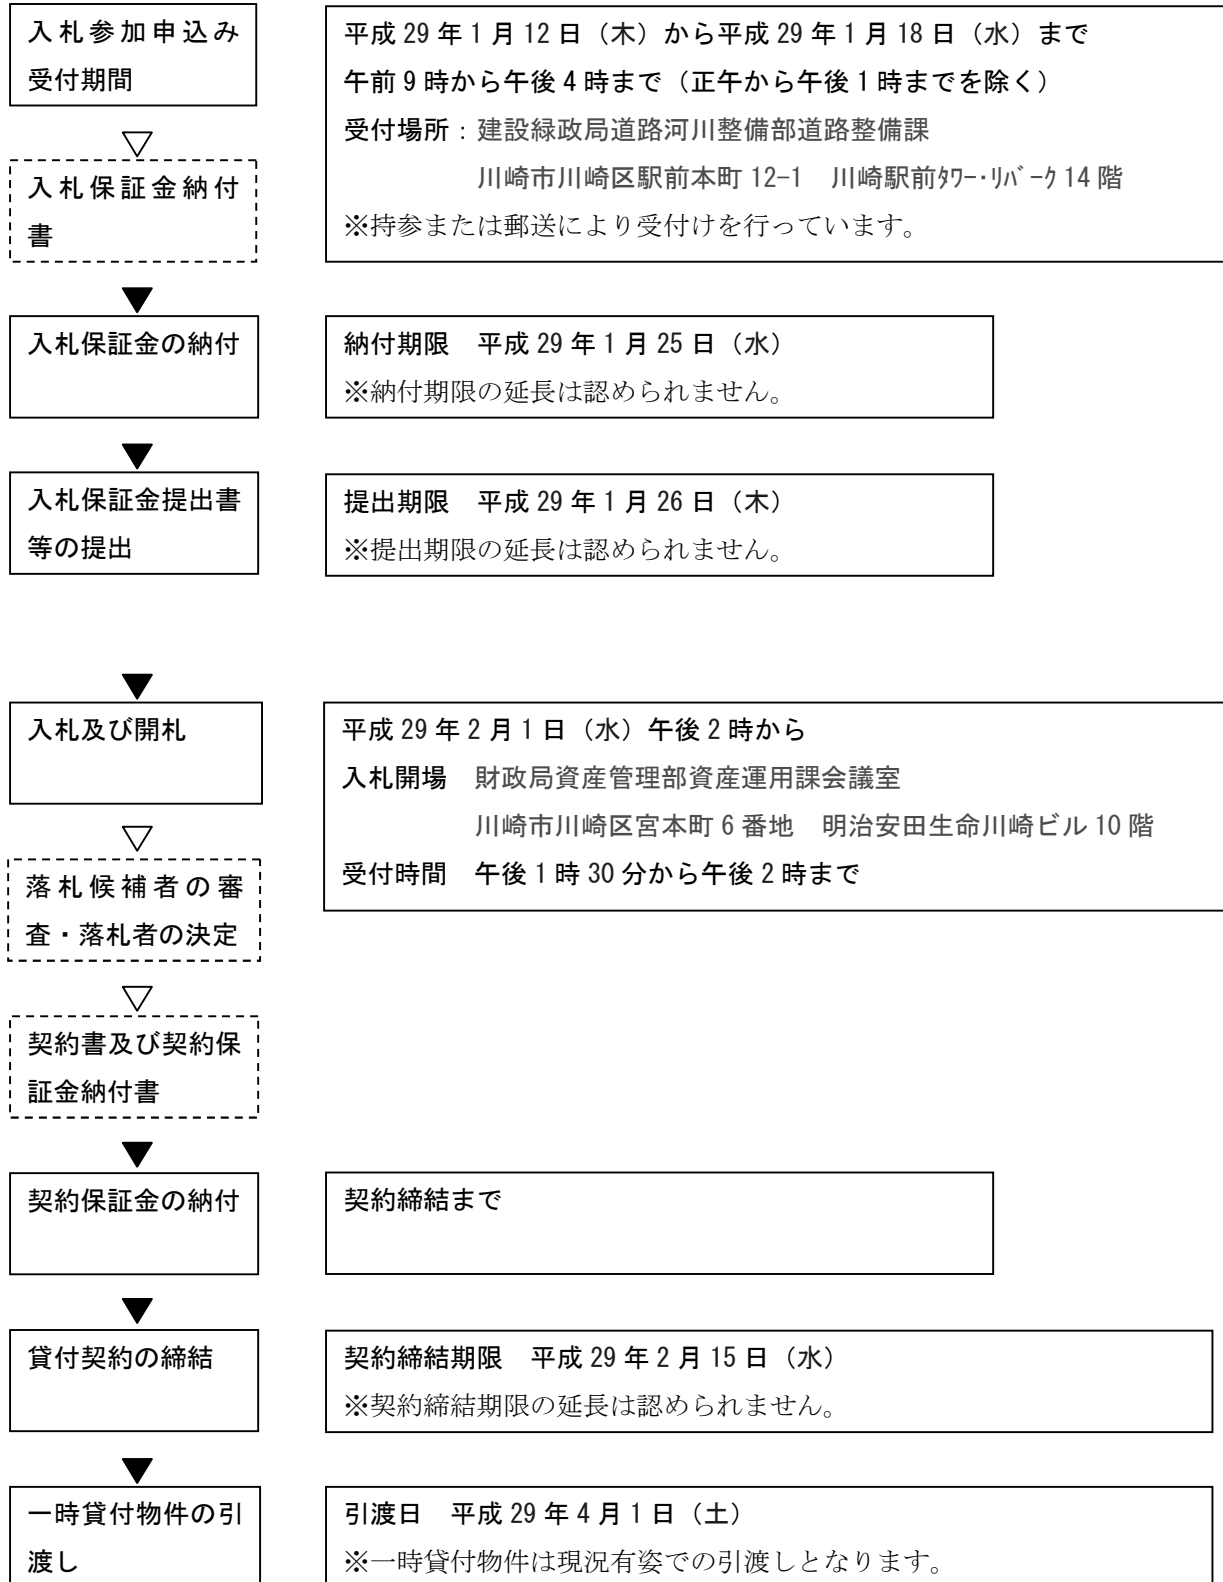 入札参加申込み
受付期間
平成 29 年 1 月 12 日（木）から平成 29 年 1 月 18 日（水）まで
午前 9 時から午後 4 時まで（正午から午後 1 時までを除く）
受付場所：建設緑政局道路河川整備部道路整備課
川崎市川崎区駅前本町 12-1　川崎駅前ﾀﾜｰ･ﾘﾊﾞｰｸ 14 階
※持参または郵送により受付けを行っています。
入札保証金納付
書
入札保証金の納付
納付期限　平成 29 年 1 月 25 日（水）
※納付期限の延長は認められません。
入札保証金提出書
等の提出
提出期限　平成 29 年 1 月 26 日（木）
※提出期限の延長は認められません。
入札及び開札
平成 29 年 2 月 1 日（水）午後 2 時から
入札開場　財政局資産管理部資産運用課会議室
川崎市川崎区宮本町 6 番地　明治安田生命川崎ビル 10 階
受付時間　午後 1 時 30 分から午後 2 時まで
落札候補者の審
査・落札者の決定
契約書及び契約保
証金納付書
契約保証金の納付
契約締結まで
貸付契約の締結
契約締結期限　平成 29 年 2 月 15 日（水）
※契約締結期限の延長は認められません。
一時貸付物件の引
渡し
引渡日　平成 29 年 4 月 1 日（土）
※一時貸付物件は現況有姿での引渡しとなります。